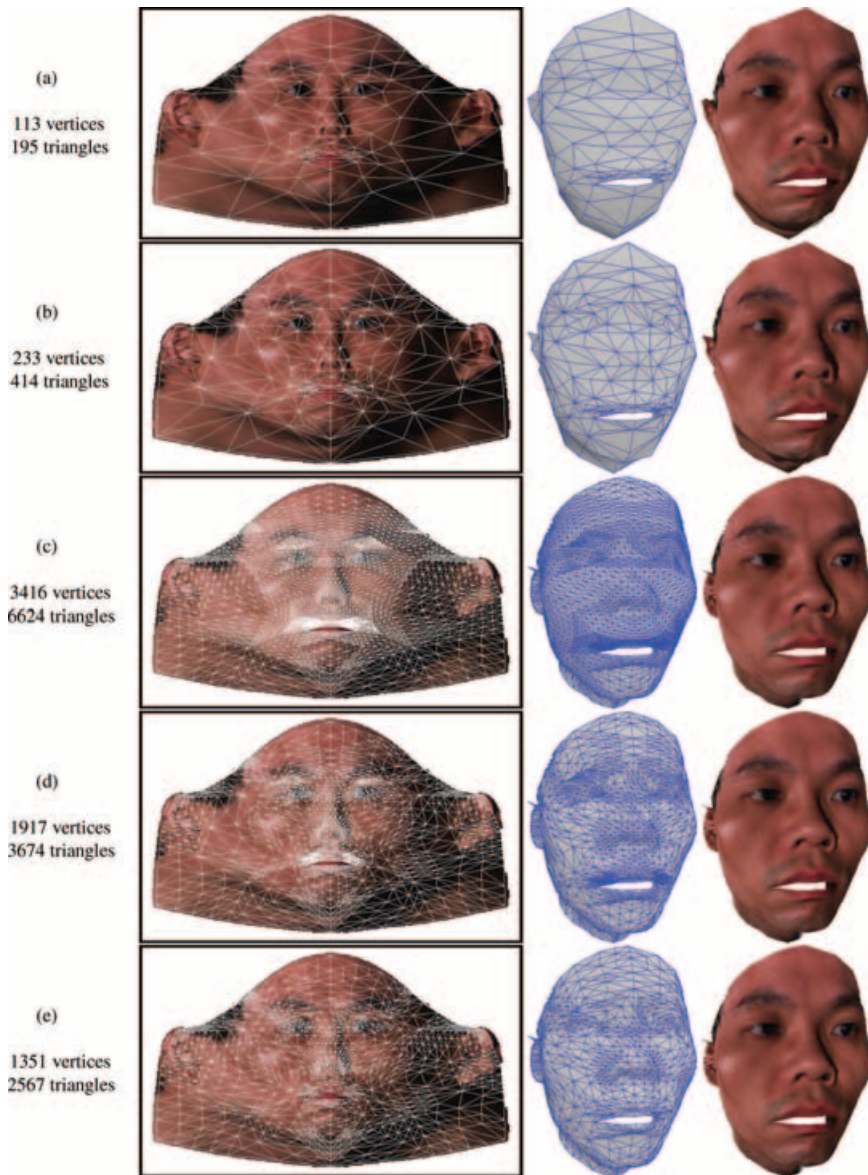 (a)
113 vertices
195 triangles
(b)
233 vertices
414 triangles
(c)
3416 vertices
6624 triangles
(d)
1917 vertices
3674 triangles
(e)
1351 vertices
2567 triangles